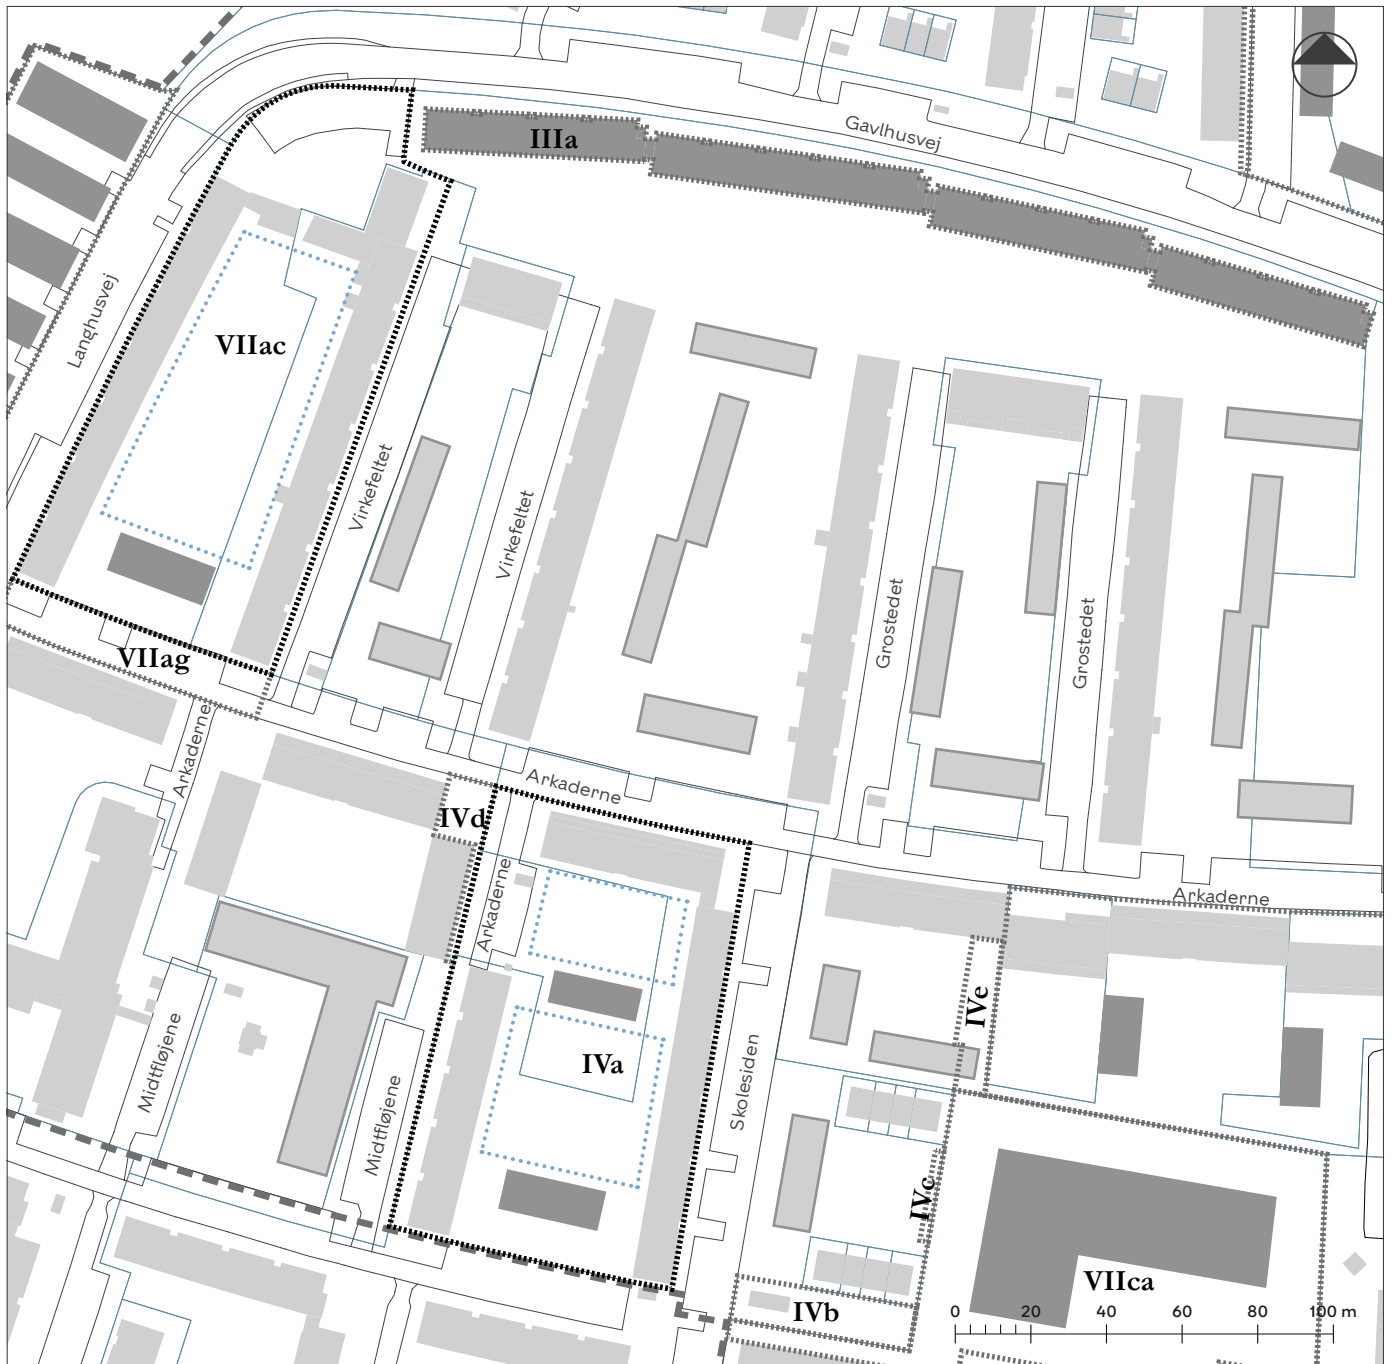 Gavlhusvej
IIIa
Langhusvej
VIIac
Virkefeltet
Virkefeltet
Grostedet
Grostedet
VIIag
Arkaderne
Arkaderne
IVd
Arkaderne
Arkaderne
IVe
IVa
Midtfløjene
Midtfløjene
Skolesiden
IVc
VIIca
IVb
0 20 40 60 80 100 m